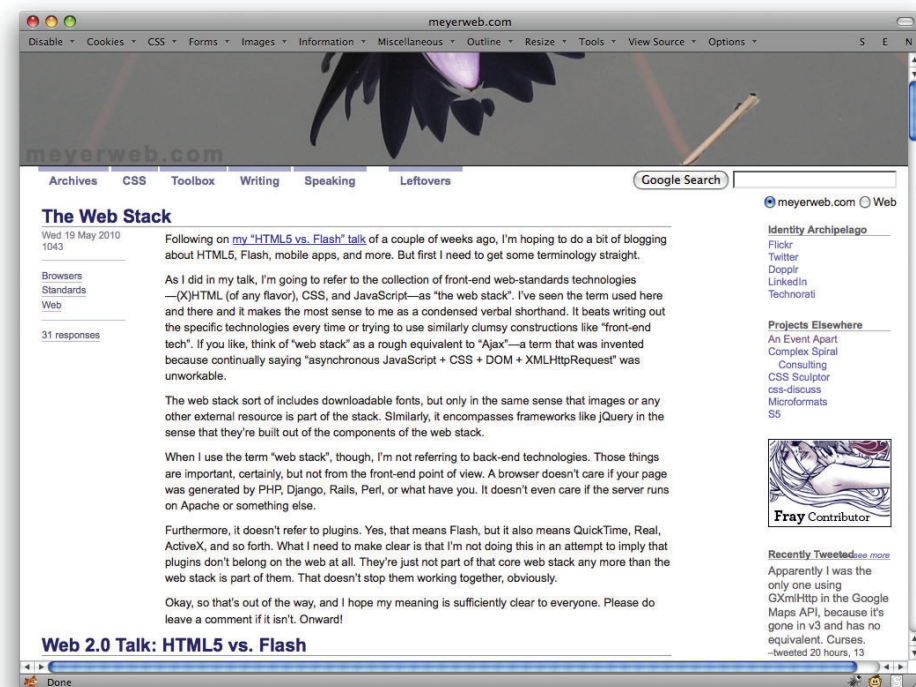 meyerweb.com
Disable Cookies CSS Forms Images Information Miscellaneous Outline Resize Tools View Source Options S E N
meyerweb.com
Archives CSS Toolbox Writing Speaking Leftovers Google Search
meyerweb.com Web
The Web Stack
Wed 19 May 2010
1043
Browsers
Standards
Web
31 responses
Following on my “HTML5 vs. Flash” talk of a couple of weeks ago, I’m hoping to do a bit of blogging
about HTML5, Flash, mobile apps, and more. But first I need to get some terminology straight.
As I did in my talk, I’m going to refer to the collection of front-end web-standards technologies
—(X)HTML (of any flavor), CSS, and JavaScript—as “the web stack”. I’ve seen the term used here
and there and it makes the most sense to me as a condensed verbal shorthand. It beats writing out
the specific technologies every time or trying to use similarly clumsy constructions like “front-end
tech”. If you like, think of “web stack” as a rough equivalent to “Ajax”—a term that was invented
because continually saying “asynchronous JavaScript + CSS + DOM + XMLHttpRequest” was
unworkable.
The web stack sort of includes downloadable fonts, but only in the same sense that images or any
other external resource is part of the stack. SImilarly, it encompasses frameworks like jQuery in the
sense that they’re built out of the components of the web stack.
When I use the term “web stack”, though, I’m not referring to back-end technologies. Those things
are important, certainly, but not from the front-end point of view. A browser doesn’t care if your page
was generated by PHP, Django, Rails, Perl, or what have you. It doesn’t even care if the server runs
on Apache or something else.
Furthermore, it doesn’t refer to plugins. Yes, that means Flash, but it also means QuickTime, Real,
ActiveX, and so forth. What I need to make clear is that I’m not doing this in an attempt to imply that
plugins don’t belong on the web at all. They’re just not part of that core web stack any more than the
web stack is part of them. That doesn’t stop them working together, obviously.
Okay, so that’s out of the way, and I hope my meaning is sufficiently clear to everyone. Please do
leave a comment if it isn’t. Onward!
Web 2.0 Talk: HTML5 vs. Flash
Identity Archipelago
Flickr
Twitter
Dopplr
LinkedIn
Technorati
Projects Elsewhere
An Event Apart
Complex Spiral
Consulting
CSS Sculptor
css-discuss
Microformats
S5
Fray Contributor
Recently Tweeted see more
Apparently I was the
only one using
GXmlHttp in the Google
Maps API, because it's
gone in v3 and has no
equivalent. Curses.
–tweeted 20 hours, 13
Done